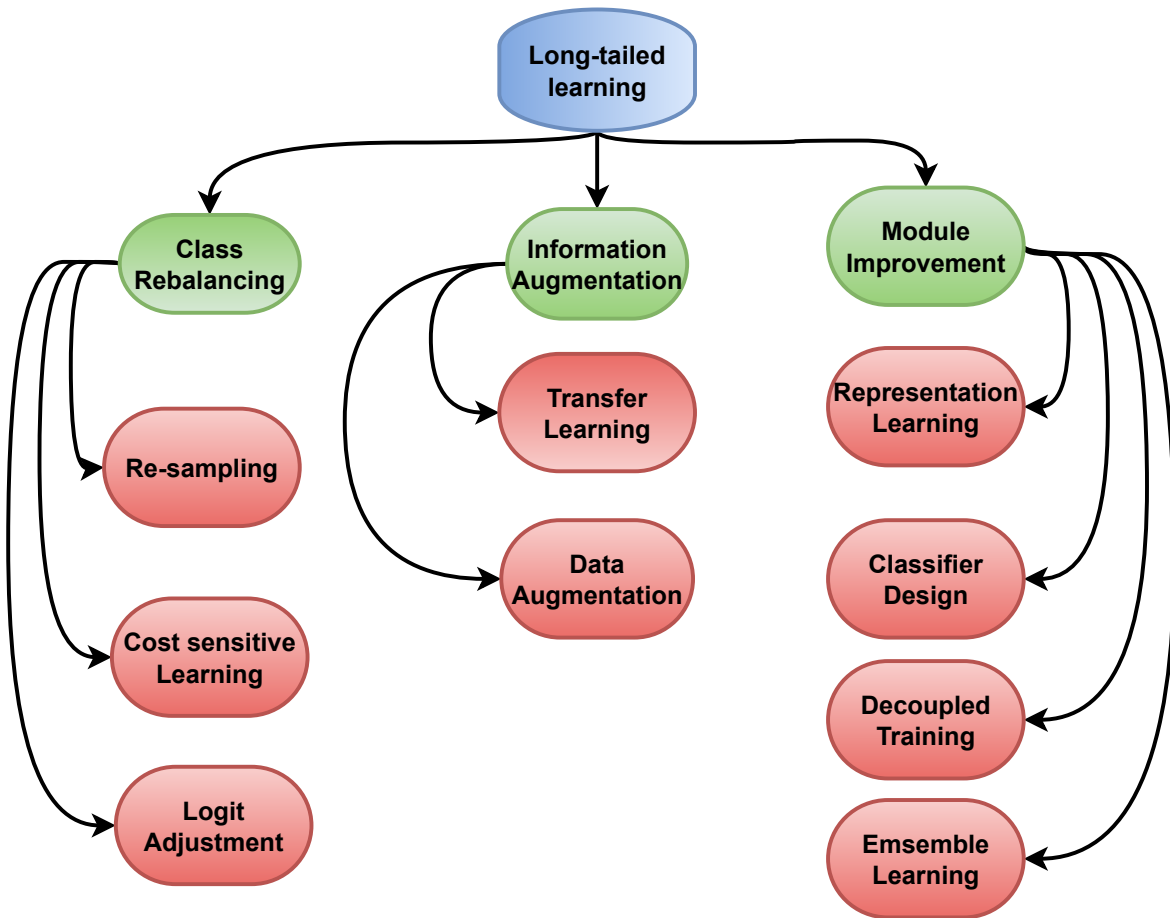 Long-tailed
learning
Class
Rebalancing
Information
Augmentation
Module
Improvement
Re-sampling
Cost sensitive
Learning
Logit
Adjustment
Transfer
Learning
Data
Augmentation
Representation
Learning
Classifier
Design
Decoupled
Training
Emsemble
Learning